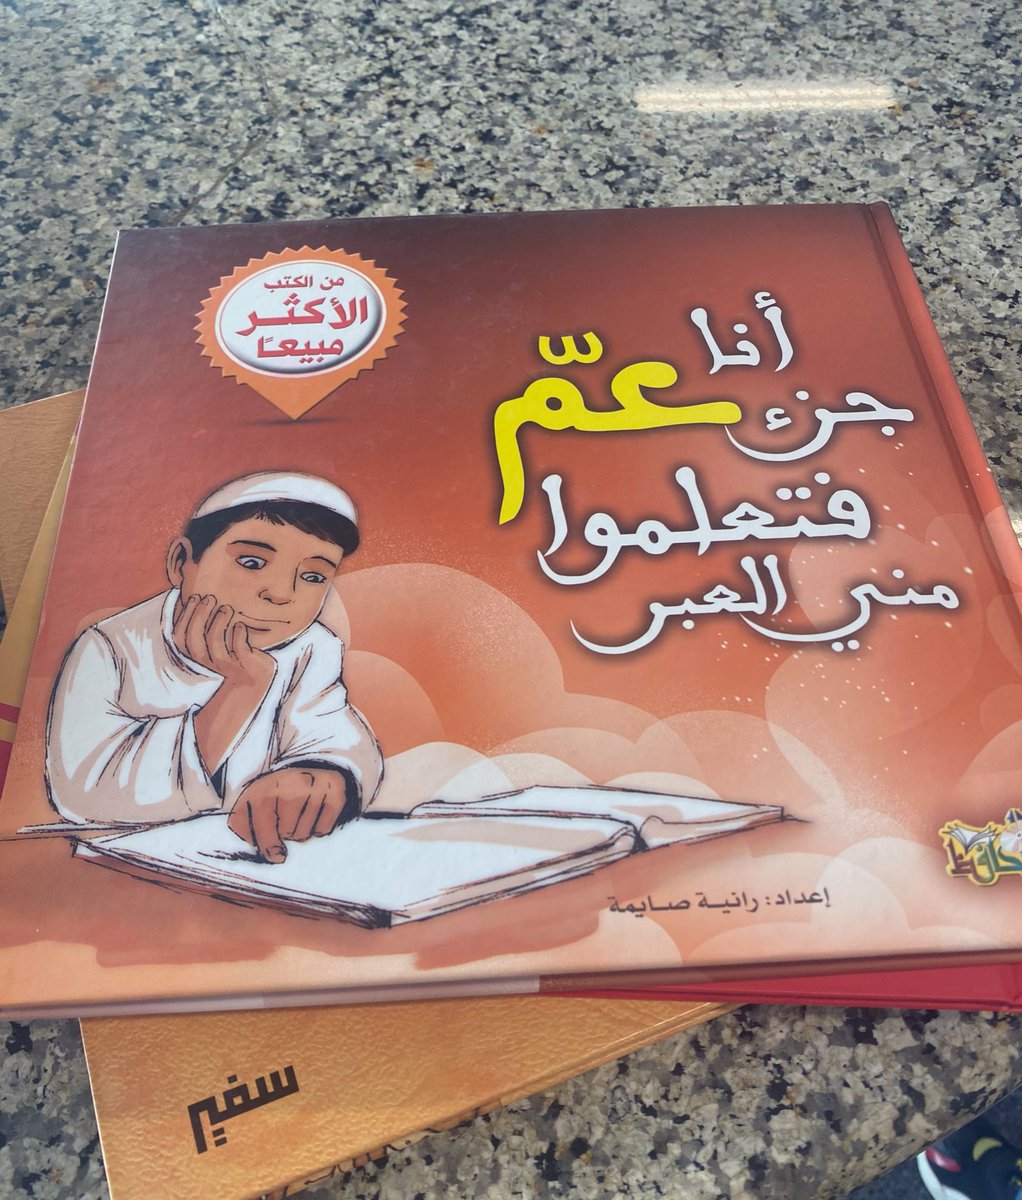 من الكتب
الأكثر
مبيعًا
أنا
جزء عمّ
فتعلموا
مني العبر
إعداد: رانية صايمة
سفير